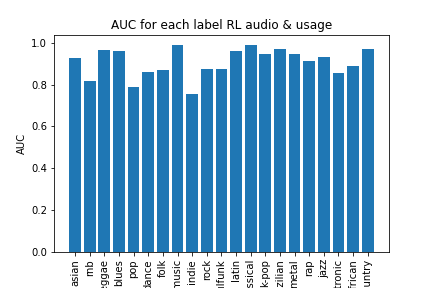 AUC for each label RL audio & usage
AUC
1.0
0.8
0.6
0.4
0.2
0.0
asian
rnb
ggae
blues
pop
dance
folk
music
indie
rock
lfunk
latin
ssical
k-pop
zilian
metal
rap
jazz
tronic
frican
untry